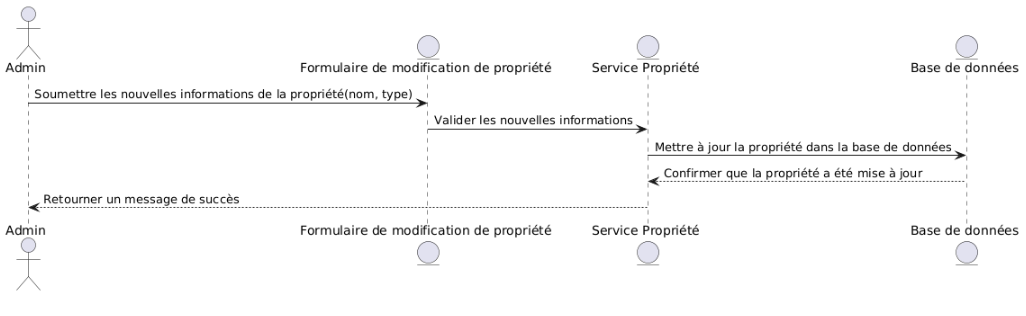 Admin
Formulaire de modification de propriété
Service Propriété
Base de données
Soumettre les nouvelles informations de la propriété(nom, type)
Valider les nouvelles informations
Mettre à jour la propriété dans la base de données
Confirmer que la propriété a été mise à jour
Retourner un message de succès
Admin
Formulaire de modification de propriété
Service Propriété
Base de données